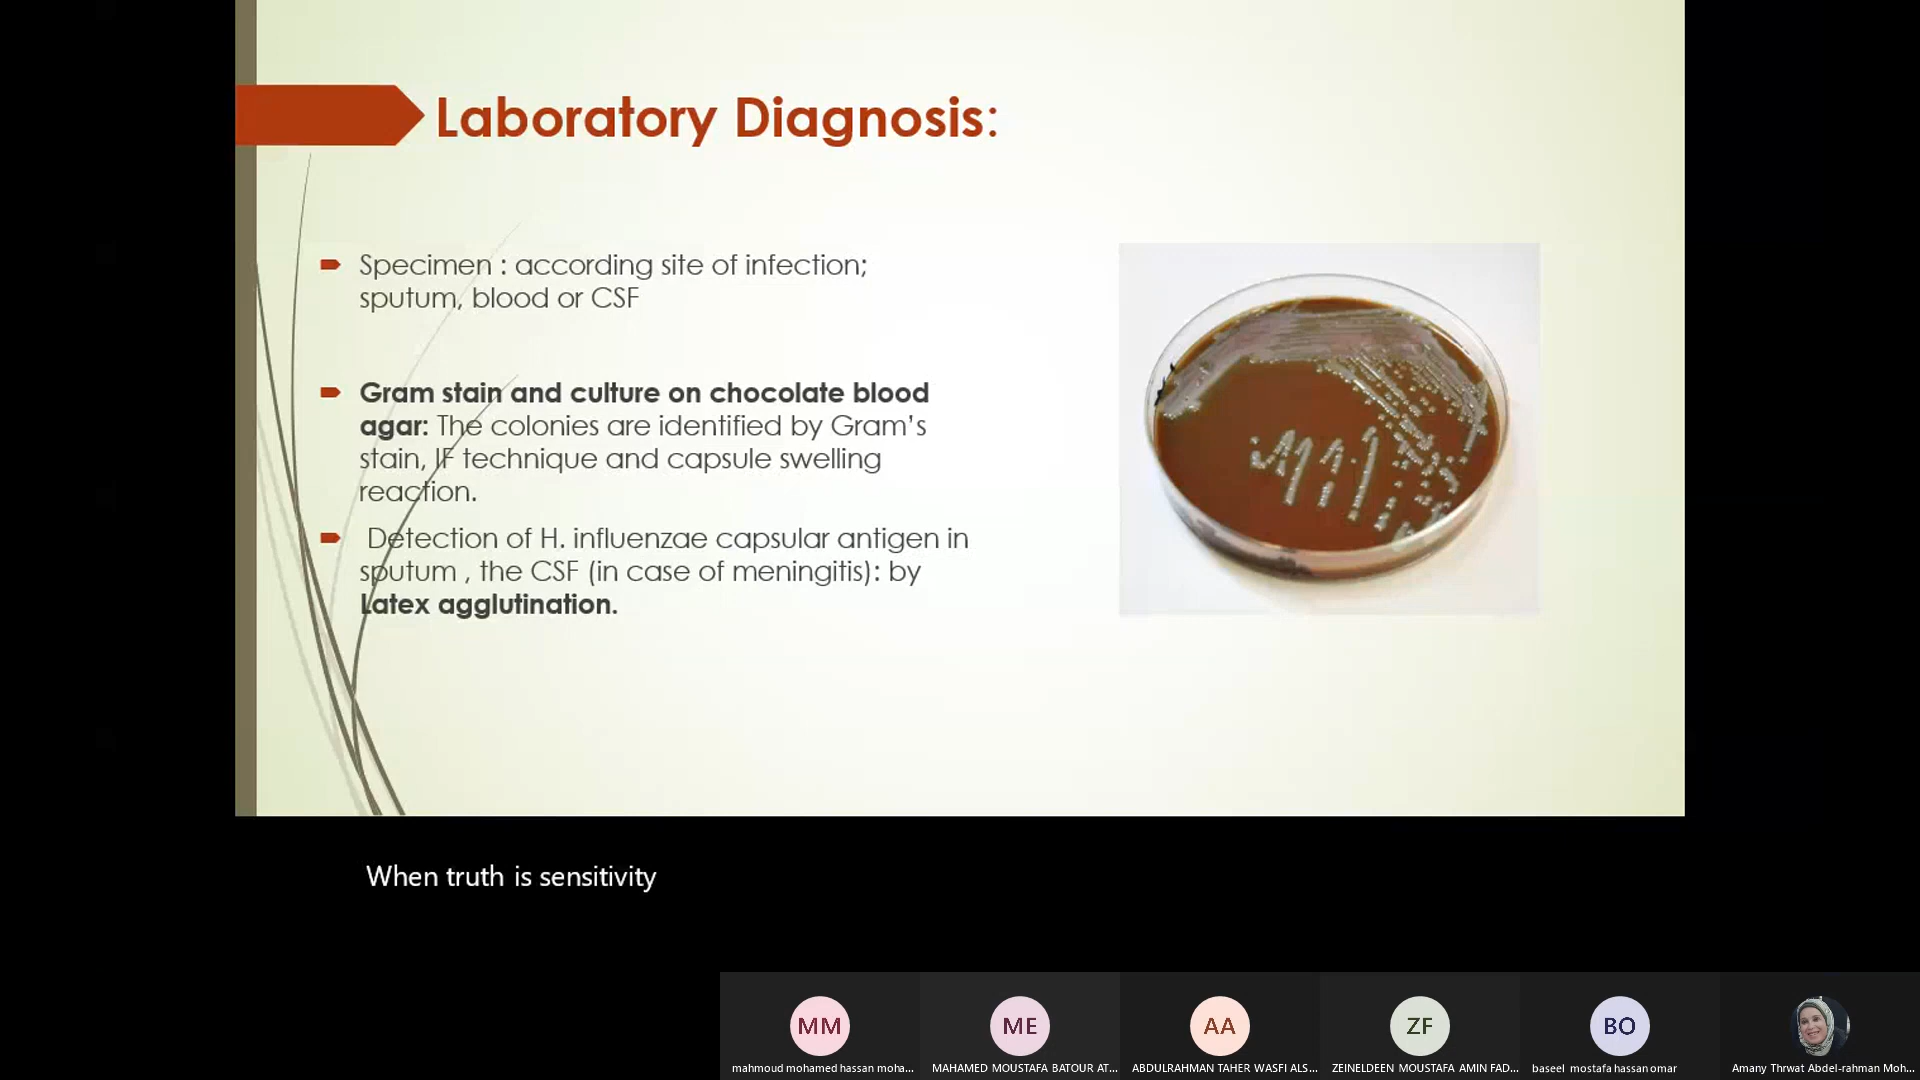 Laboratory Diagnosis:
Specimen : according site of infection;
sputum, blood or CSF
Gram stain and culture on chocolate blood
agar: The colonies are identified by Gram’s
stain, IF technique and capsule swelling
reaction.
Detection of H. influenzae capsular antigen in
sputum , the CSF (in case of meningitis): by
Latex agglutination.
When truth is sensitivity
MM
ME
AA
ZF
BO
mahmoud mohamed hassan moha...
MAHAMED MOUSTAFA BATOUR AT...
ABDULRAHMAN TAHER WASFI ALS...
ZEINELDEEN MOUSTAFA AMIN FAD...
baseel mostafa hassan omar
Amany Thrwat Abdel-rahman Moh...